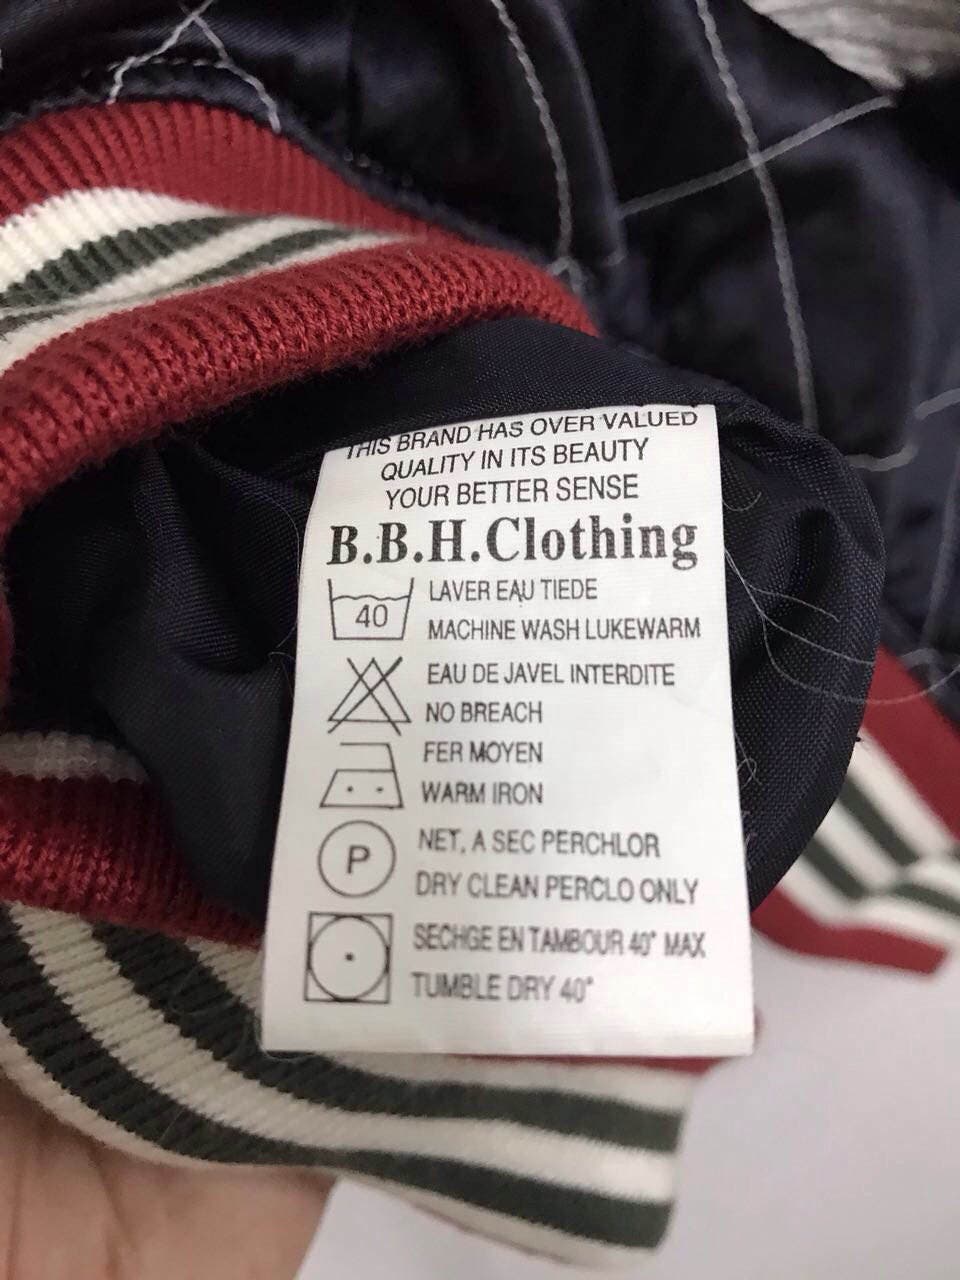 THIS BRAND HAS OVER VALUED
QUALITY IN ITS BEAUTY
YOUR BETTER SENSE
B.B.H.Clothing
40
LAVER EAU TIEDE
MACHINE WASH LUKEWARM
EAU DE JAVEL INTERDITE
NO BREACH
FER MOYEN
WARM IRON
P
NET, A SEC PERCHLOR
DRY CLEAN PERCLO ONLY
SECHGE EN TAMBOUR 40° MAX
TUMBLE DRY 40°